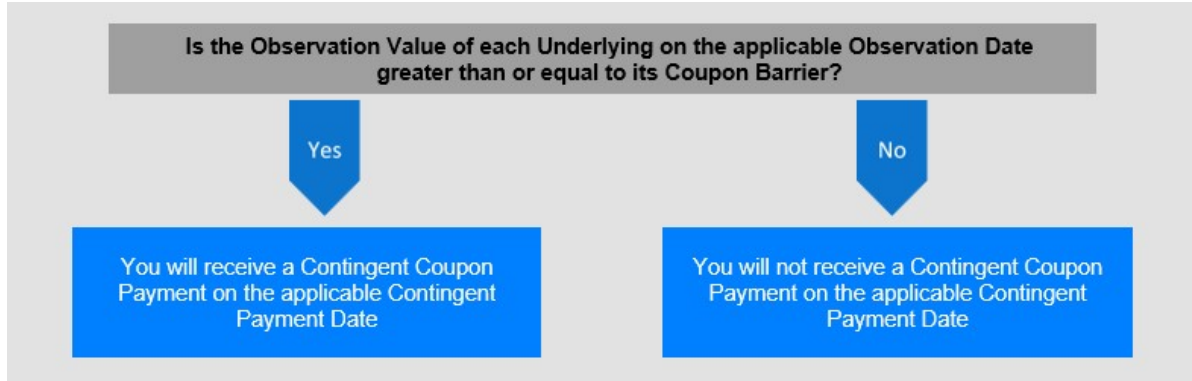 Is the Observation Value of each Underlying on the applicable Observation Date
greater than or equal to its Coupon Barrier?
Yes
No
You will receive a Contingent Coupon
Payment on the applicable Contingent
Payment Date
You will not receive a Contingent Coupon
Payment on the applicable Contingent
Payment Date